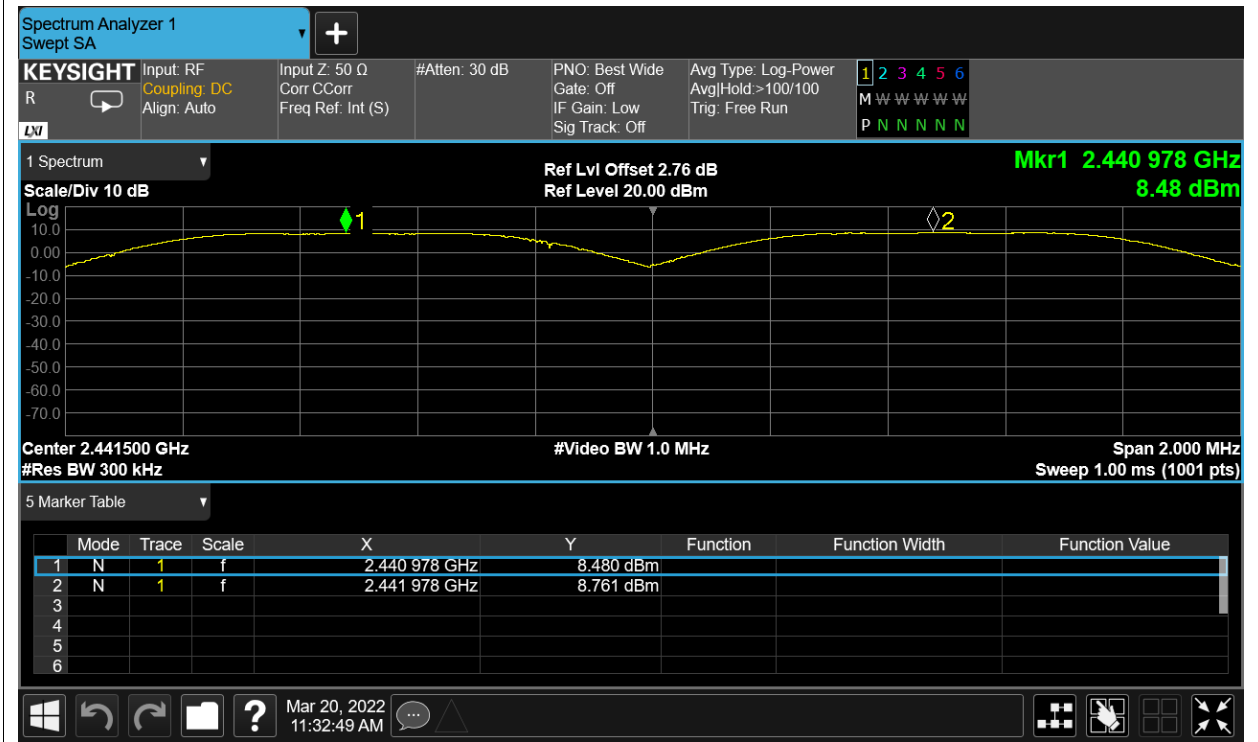 Spectrum Analyzer 1
Swept SA
+
KEYSIGHT Input: RF Input Z: 50 Ω #Atten: 30 dB PNO: Best Wide Avg Type: Log-Power 1 2 3 4 5 6
R Coupling: DC Corr CCorr Gate: Off Avg|Hold:>100/100 M W W W W W
Align: Auto Freq Ref: Int (S) IF Gain: Low Trig: Free Run
LXI Sig Track: Off P N N N N N
1 Spectrum Ref Lvl Offset 2.76 dB Mkr1 2.440 978 GHz
Scale/Div 10 dB Ref Level 20.00 dBm 8.48 dBm
Log
1 2
10.0
0.00
-10.0
-20.0
-30.0
-40.0
-50.0
-60.0
-70.0
Center 2.441500 GHz #Video BW 1.0 MHz Span 2.000 MHz
#Res BW 300 kHz Sweep 1.00 ms (1001 pts)
5 Marker Table
Mode Trace Scale X Y Function Function Width Function Value
1 N 1 f 2.440 978 GHz 8.480 dBm
2 N 1 f 2.441 978 GHz 8.761 dBm
3
4
5
6
? Mar 20, 2022
11:32:49 AM